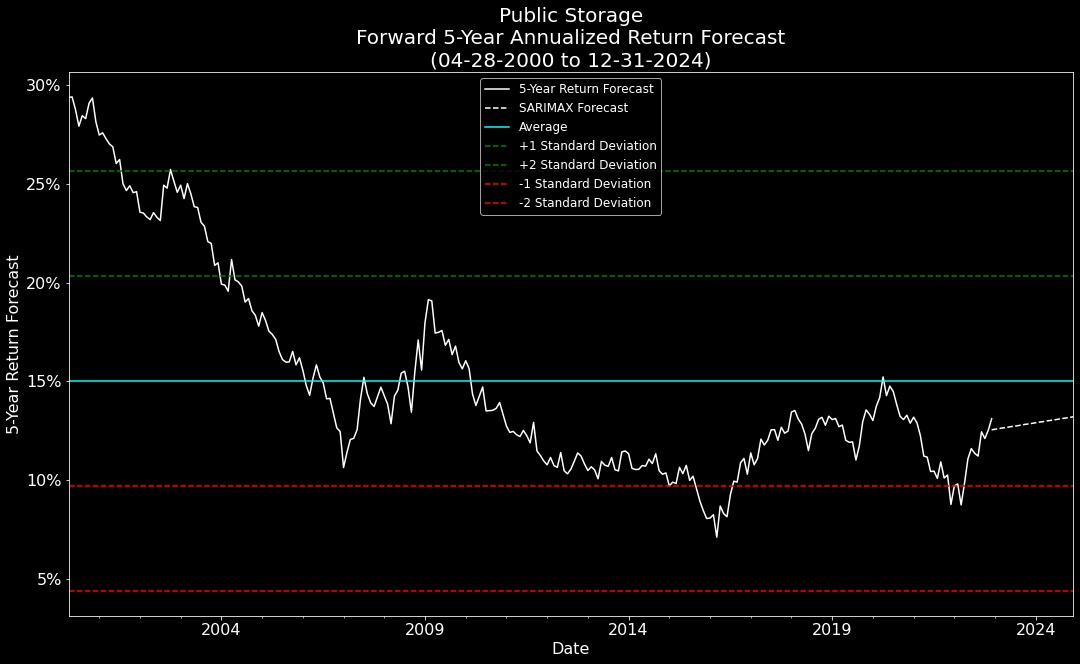 Public Storage
Forward 5-Year Annualized Return Forecast
(04-28-2000 to 12-31-2024)
5-Year Return Forecast
SARIMAX Forecast
Average
+1 Standard Deviation
+2 Standard Deviation
-1 Standard Deviation
-2 Standard Deviation
30%
25%
20%
15%
10%
5%
5-Year Return Forecast
2004 2009 2014 2019 2024
Date